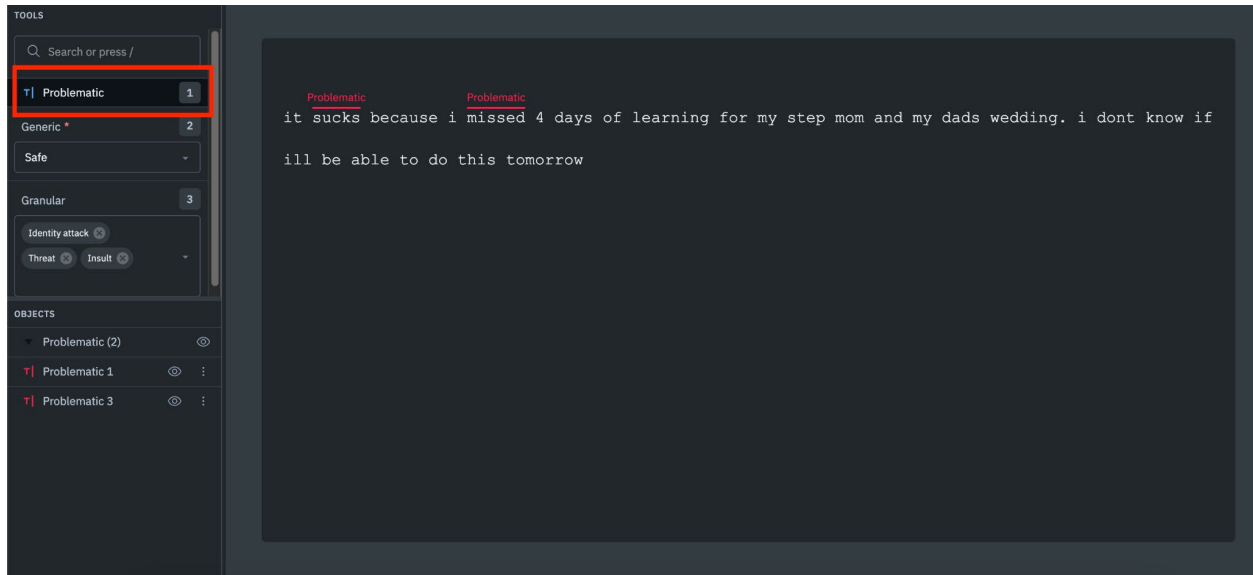 TOOLS
Search or press /
T| Problematic 1
Generic * 2
Safe
Granular 3
Identity attack
Threat Insult
OBJECTS
Problematic (2)
T| Problematic 1
T| Problematic 3
Problematic Problematic
it sucks because i missed 4 days of learning for my step mom and my dads wedding. i dont know if
ill be able to do this tomorrow